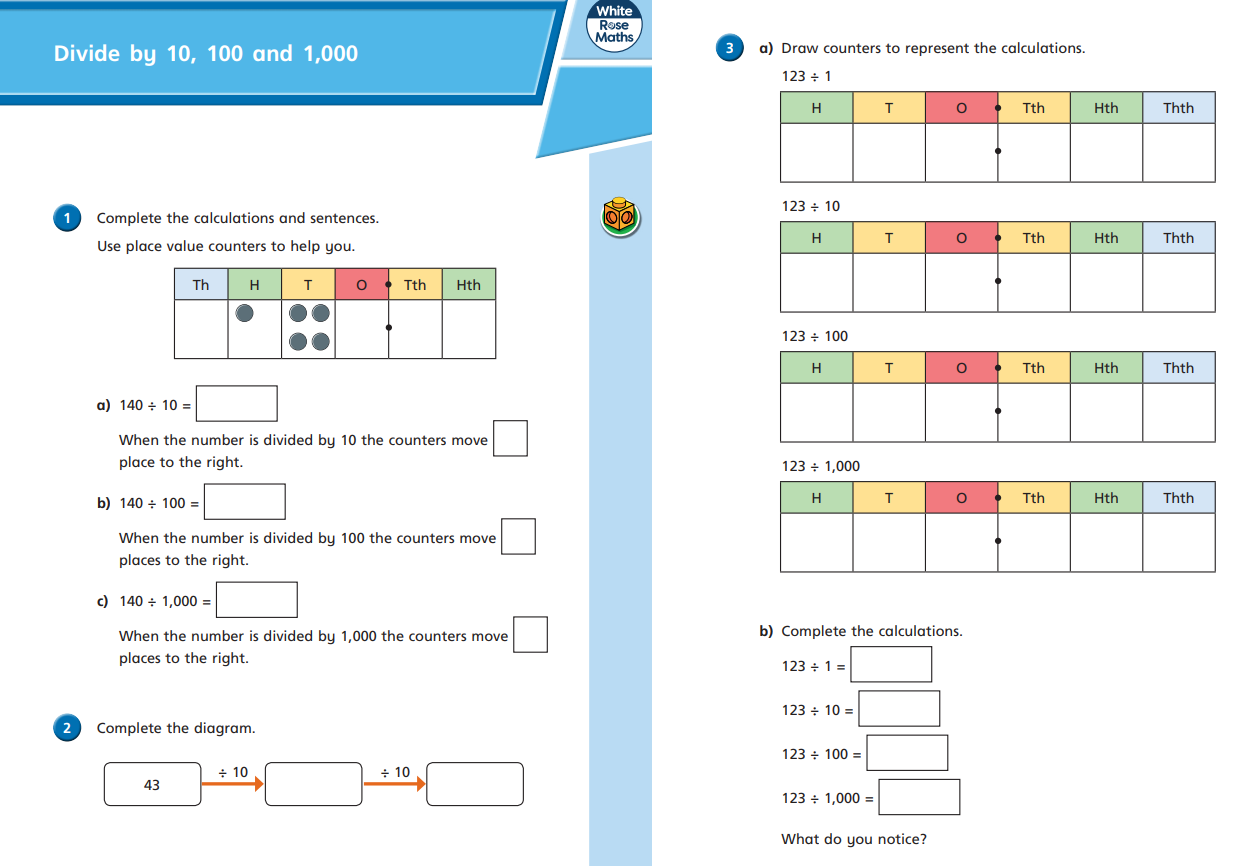 Divide by 10, 100 and 1,000
White
Rose
Maths
1 Complete the calculations and sentences.
Use place value counters to help you.
Th H T O Tth Hth
a) 140 ÷ 10 =
When the number is divided by 10 the counters move
place to the right.
b) 140 ÷ 100 =
When the number is divided by 100 the counters move
places to the right.
c) 140 ÷ 1,000 =
When the number is divided by 1,000 the counters move
places to the right.
2 Complete the diagram.
÷ 10 ÷ 10
43
3 a) Draw counters to represent the calculations.
123 ÷ 1
H T O Tth Hth Thth
123 ÷ 10
H T O Tth Hth Thth
123 ÷ 100
H T O Tth Hth Thth
123 ÷ 1,000
H T O Tth Hth Thth
b) Complete the calculations.
123 ÷ 1 =
123 ÷ 10 =
123 ÷ 100 =
123 ÷ 1,000 =
What do you notice?